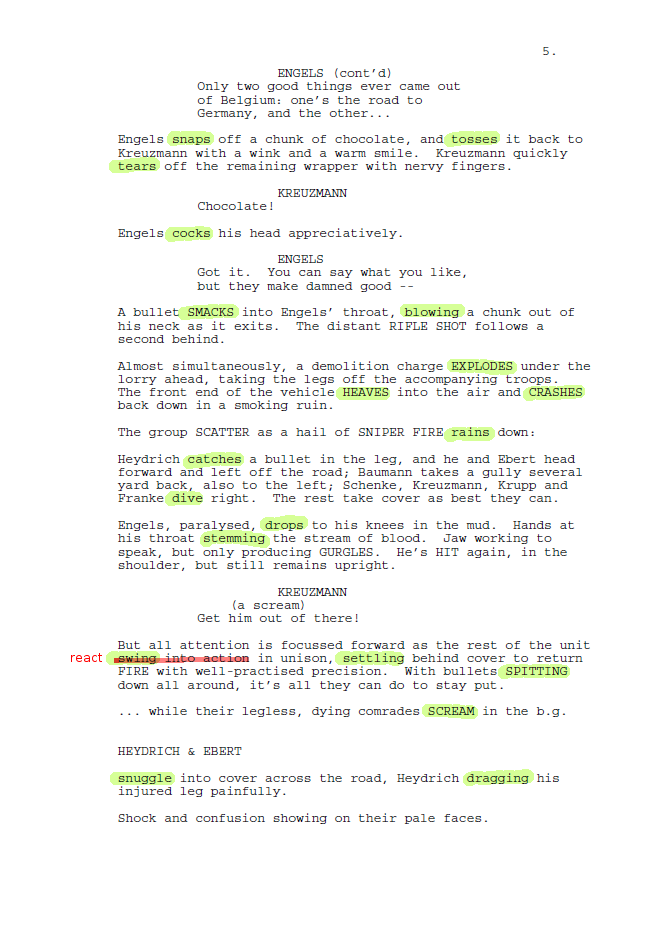 5.
ENGELS (cont'd)
Only two good things ever came out
of Belgium: one's the road to
Germany, and the other...
Engels snaps off a chunk of chocolate, and tosses it back to
Kreuzmann with a wink and a warm smile. Kreuzmann quickly
tears off the remaining wrapper with nervy fingers.
KREUZMANN
Chocolate!
Engels cocks his head appreciatively.
ENGELS
Got it. You can say what you like,
but they make damned good --
A bullet SMACKS into Engels' throat, blowing a chunk out of
his neck as it exits. The distant RIFLE SHOT follows a
second behind.
Almost simultaneously, a demolition charge EXPLODES under the
lorry ahead, taking the legs off the accompanying troops.
The front end of the vehicle HEAVES into the air and CRASHES
back down in a smoking ruin.
The group SCATTER as a hail of SNIPER FIRE rains down:
Heydrich catches a bullet in the leg, and he and Ebert head
forward and left off the road; Baumann takes a gully several
yard back, also to the left; Schenke, Kreuzmann, Krupp and
Franke dive right. The rest take cover as best they can.
Engels, paralysed, drops to his knees in the mud. Hands at
his throat stemming the stream of blood. Jaw working to
speak, but only producing GURGLES. He's HIT again, in the
shoulder, but still remains upright.
KREUZMANN
(a scream)
Get him out of there!
But all attention is focussed forward as the rest of the unit
react swing into action in unison, settling behind cover to return
FIRE with well-practised precision. With bullets SPITTING
down all around, it's all they can do to stay put.
... while their legless, dying comrades SCREAM in the b.g.
HEYDRICH & EBERT
snuggle into cover across the road, Heydrich dragging his
injured leg painfully.
Shock and confusion showing on their pale faces.